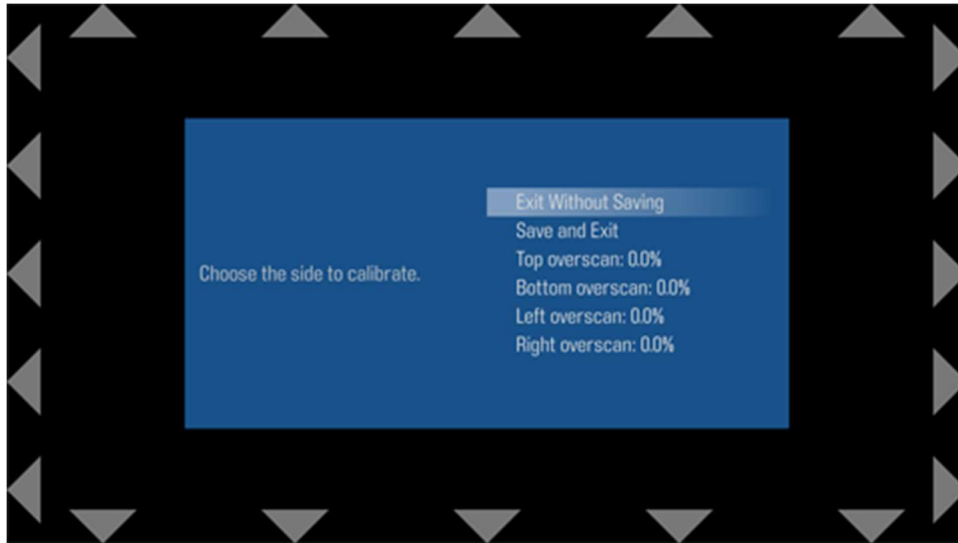 Choose the side to calibrate.
Exit Without Saving
Save and Exit
Top overscan: 0.0%
Bottom overscan: 0.0%
Left overscan: 0.0%
Right overscan: 0.0%